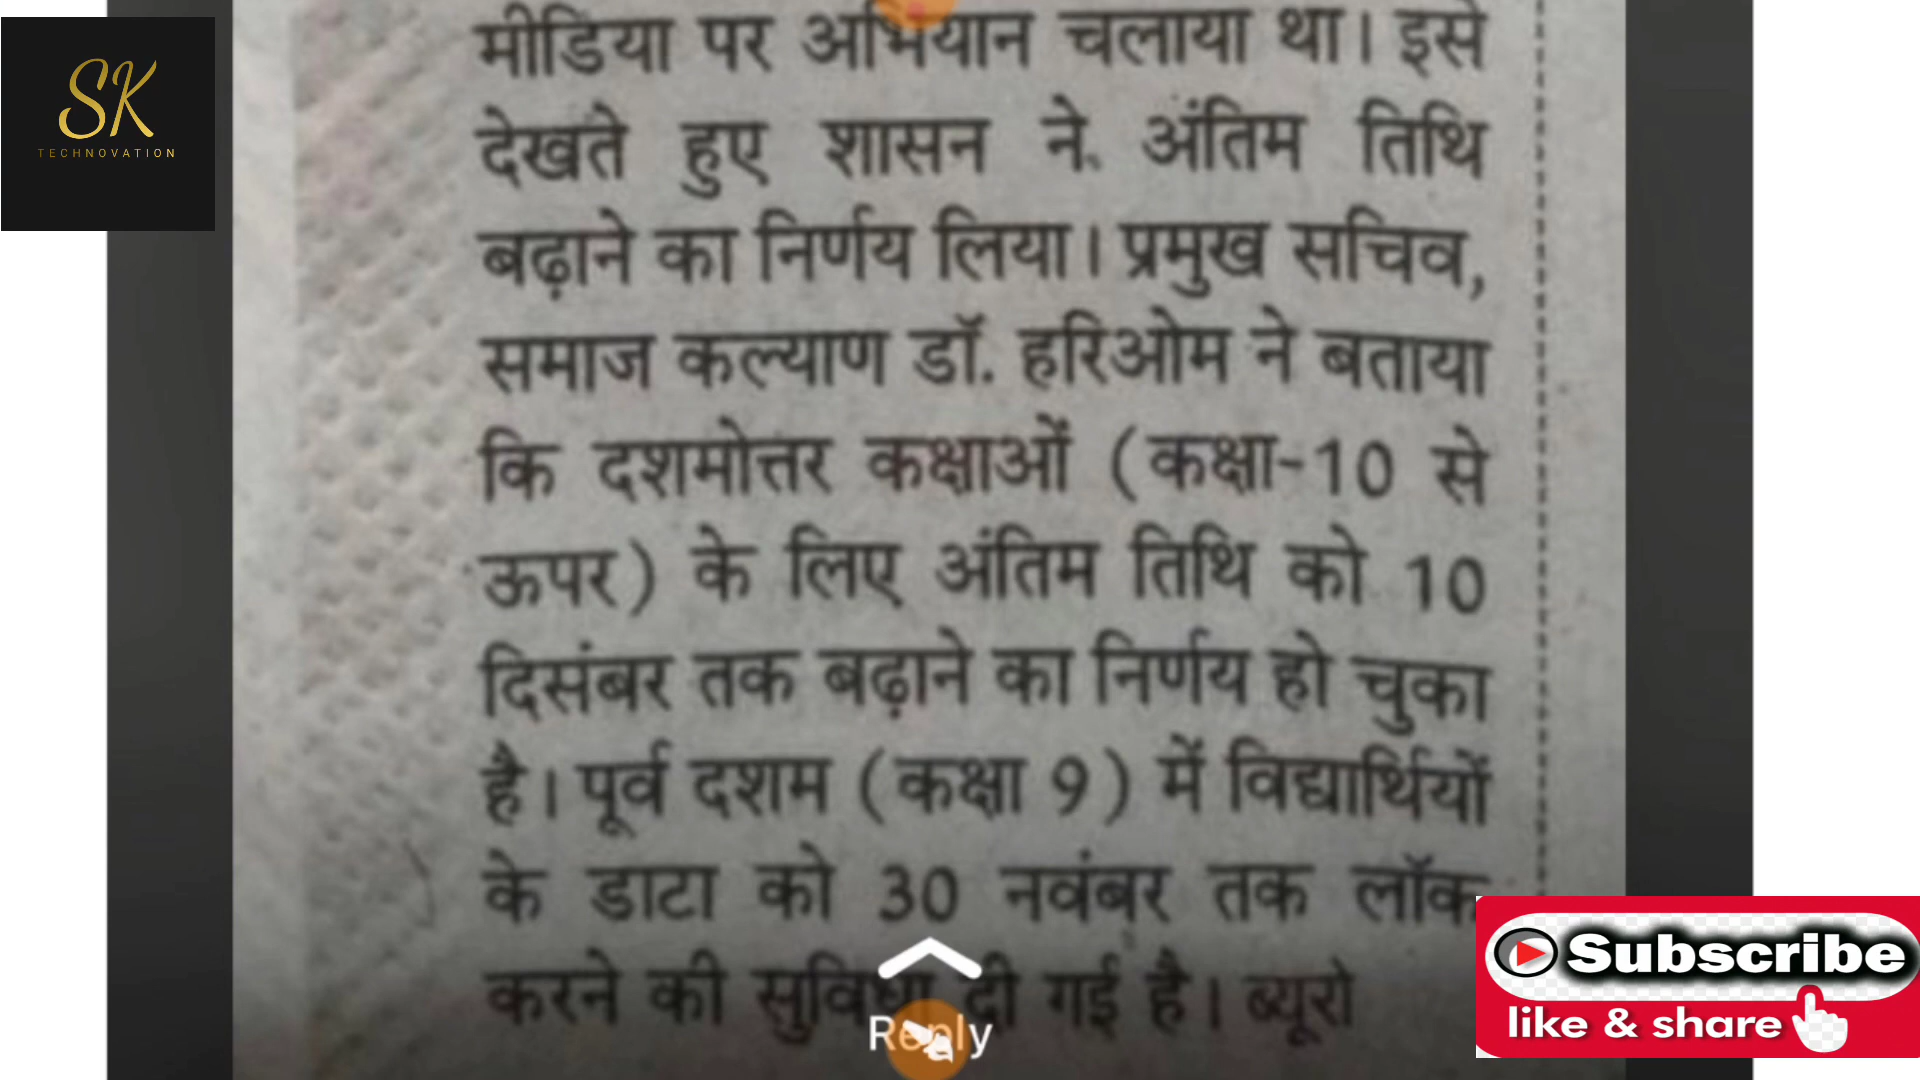 मीडिया पर अभियान चलाया था। इसे
देखते हुए शासन ने अंतिम तिथि
बढ़ाने का निर्णय लिया। प्रमुख सचिव,
समाज कल्याण डॉ. हरिओम ने बताया
कि दशमोत्तर कक्षाओं (कक्षा-10 से
ऊपर) के लिए अंतिम तिथि को 10
दिसंबर तक बढ़ाने का निर्णय हो चुका
है। पूर्व दशम (कक्षा 9) में विद्यार्थियों
के डाटा को 30 नवंबर तक लॉक
करने की सुविधा दी गई है। ब्यूरो
SK
TECHNOVATION
Reply
Subscribe
like & share